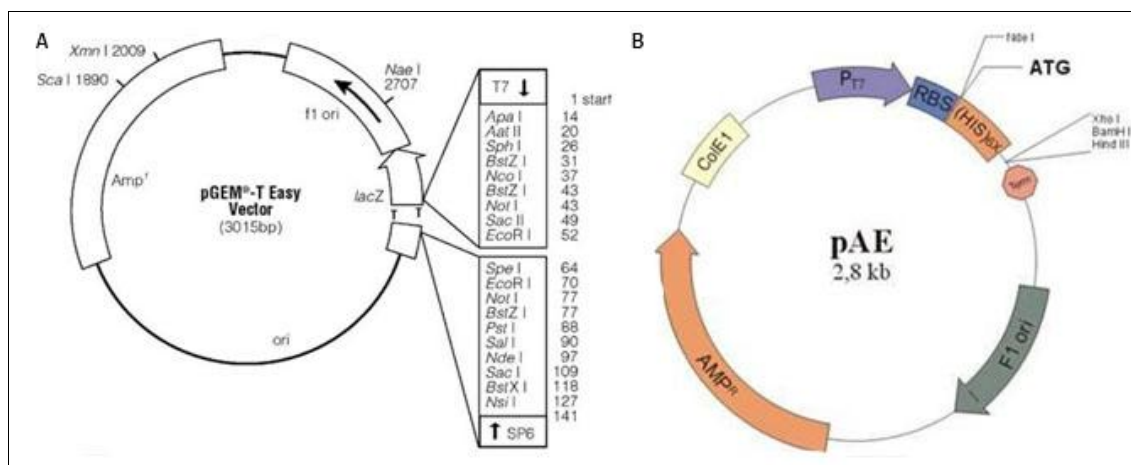 A
Xmn I 2009
Sca I 1890
Nae I
2707
f1 ori
Ampʳ
pGEM®-T Easy
Vector
(3015bp)
lacZ
T T
ori
T7 ↓
1 start
Apa I 14
Aat II 20
Sph I 26
BstZ I 31
Nco I 37
BstZ I 43
Not I 43
Sac II 49
EcoR I 52
Spe I 64
EcoR I 70
Not I 77
BstZ I 77
Pst I 88
Sal I 90
Nde I 97
Sac I 109
BstX I 118
Nsi I 127
141
↑ SP6
B
Nde I
ATG
PT7
RBS
(HIS)6X
Xho I
BamH I
Hind III
ColE1
pAE
2,8 kb
F1 ori
AMPR